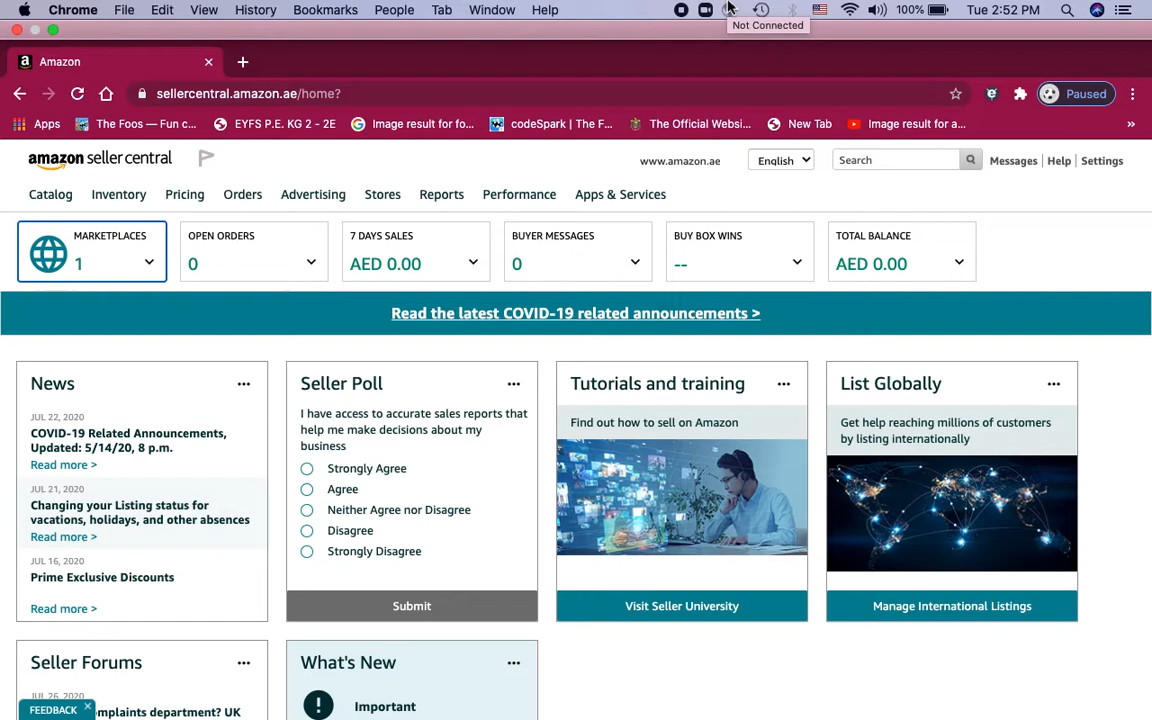 Chrome File Edit View History Bookmarks People Tab Window Help 100% Tue 2:52 PM
Not Connected
Amazon
sellercentral.amazon.ae/home? Paused
Apps The Foos — Fun c... EYFS P.E. KG 2 - 2E Image result for fo... codeSpark | The F... The Official Websi... New Tab Image result for a... »
amazon seller central www.amazon.ae English Search Messages | Help | Settings
Catalog Inventory Pricing Orders Advertising Stores Reports Performance Apps & Services
MARKETPLACES OPEN ORDERS 7 DAYS SALES BUYER MESSAGES BUY BOX WINS TOTAL BALANCE
1 0 AED 0.00 0 -- AED 0.00
Read the latest COVID-19 related announcements >
News
JUL 22, 2020
COVID-19 Related Announcements,
Updated: 5/14/20, 8 p.m.
Read more >
JUL 21, 2020
Changing your Listing status for
vacations, holidays, and other absences
Read more >
JUL 16, 2020
Prime Exclusive Discounts
Read more >
Seller Poll
I have access to accurate sales reports that
help me make decisions about my
business
Strongly Agree
Agree
Neither Agree nor Disagree
Disagree
Strongly Disagree
Submit
Tutorials and training
Find out how to sell on Amazon
Visit Seller University
List Globally
Get help reaching millions of customers
by listing internationally
Manage International Listings
Seller Forums
JUL 26, 2020
department? UK
FEEDBACK
What's New
Important